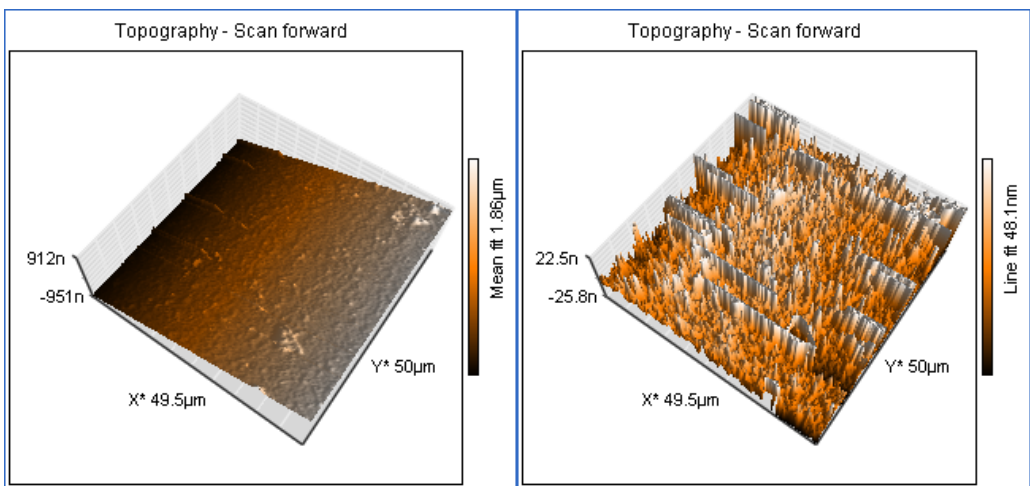 Topography - Scan forward
912n
-951n
X* 49.5µm
Y* 50µm
Mean fit 1.86µm
Topography - Scan forward
22.5n
-25.8n
X* 49.5µm
Y* 50µm
Line fit 48.1nm